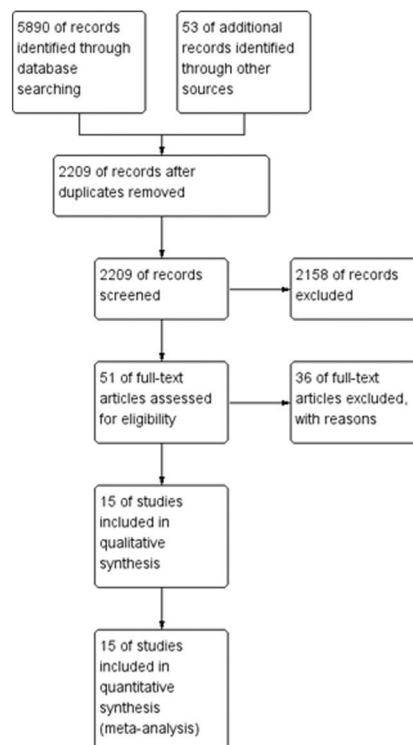 5890 of records
identified through
database
searching
53 of additional
records identified
through other
sources
2209 of records after
duplicates removed
2209 of records
screened
2158 of records
excluded
51 of full-text
articles assessed
for eligibility
36 of full-text
articles excluded,
with reasons
15 of studies
included in
qualitative
synthesis
15 of studies
included in
quantitative
synthesis
(meta-analysis)